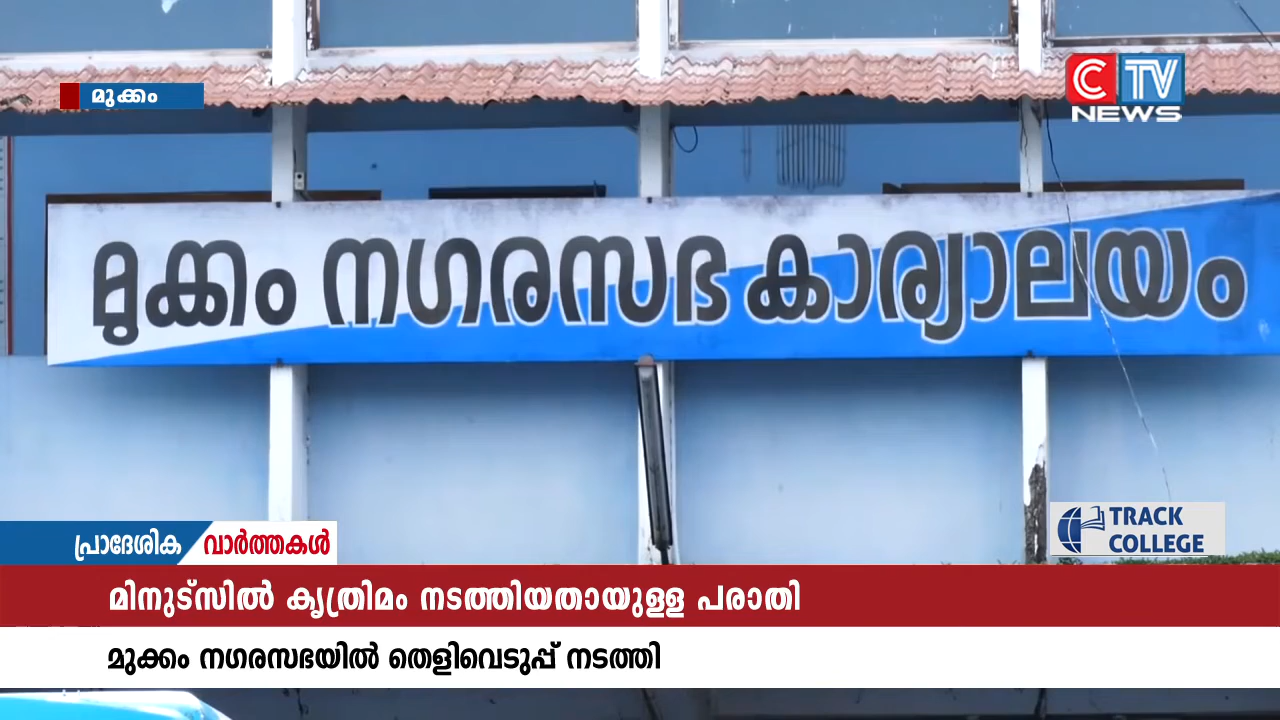 മുക്കം
CTV
NEWS
മുക്കം നഗരസഭ കാര്യാലയം
TRACK
COLLEGE
പ്രാദേശിക വാർത്തകൾ
മിനുട്സിൽ കൃത്രിമം നടത്തിയതായുള്ള പരാതി
മുക്കം നഗരസഭയിൽ തെളിവെടുപ്പ് നടത്തി